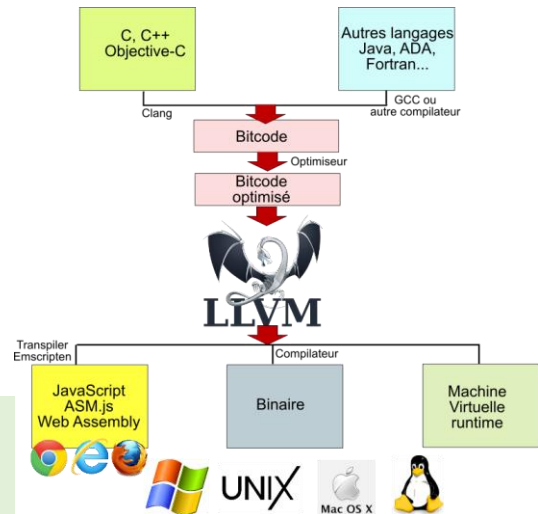 C, C++
Objective-C
Autres langages
Java, ADA,
Fortran...
Clang
GCC ou
autre compilateur
Bitcode
Optimiseur
Bitcode
optimisé
LLVM
Transpiler
Emscripten
Compilateur
JavaScript
ASM.js
Web Assembly
Binaire
Machine
Virtuelle
runtime
UNIX
Mac OS X